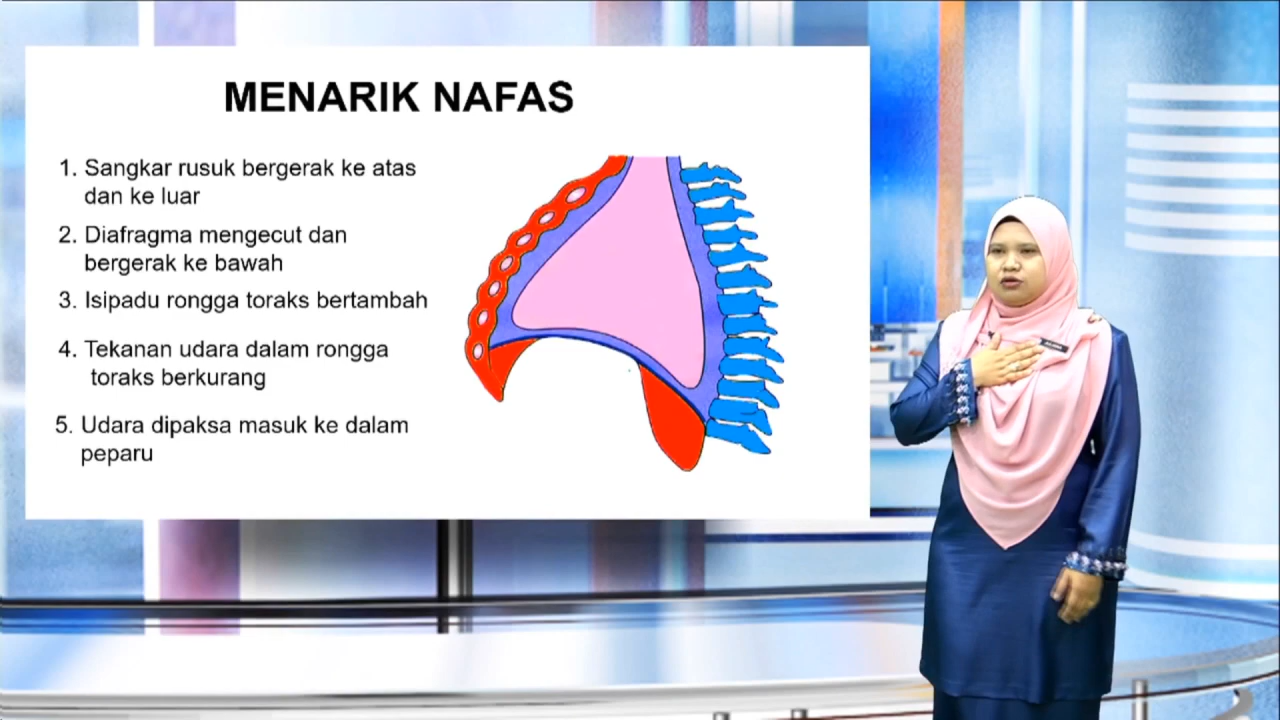 MENARIK NAFAS
1. Sangkar rusuk bergerak ke atas
dan ke luar
2. Diafragma mengecut dan
bergerak ke bawah
3. Isipadu rongga toraks bertambah
4. Tekanan udara dalam rongga
toraks berkurang
5. Udara dipaksa masuk ke dalam
peparu